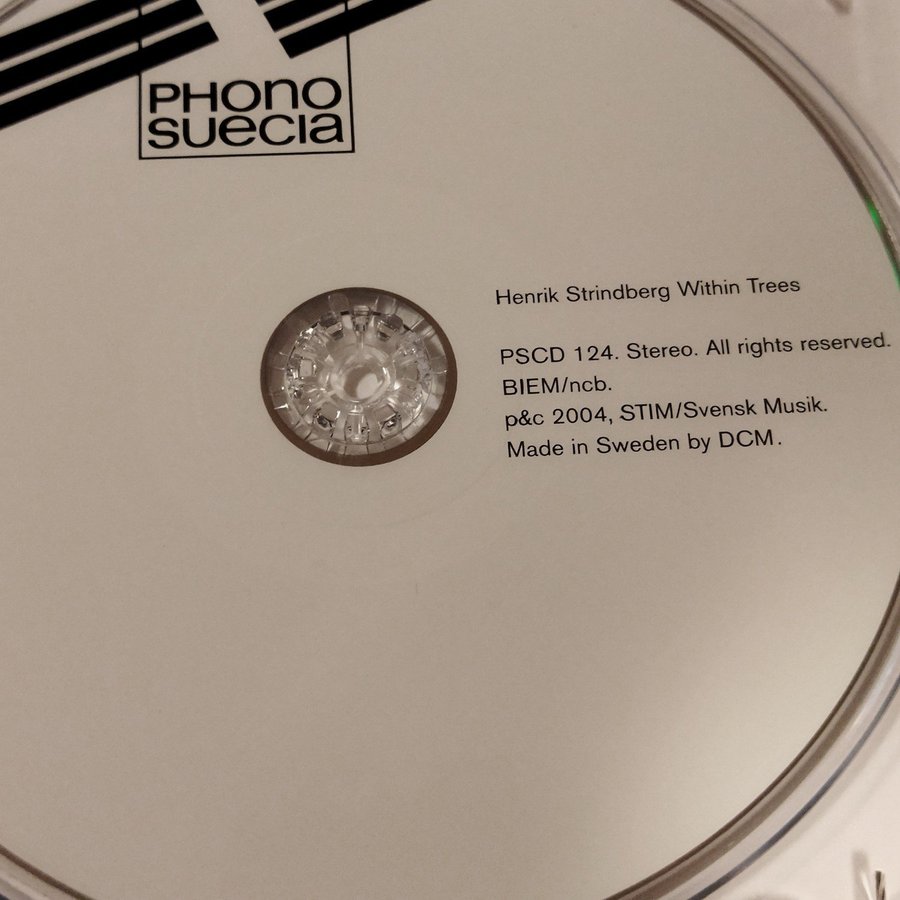 PHONO
SUECIA
Henrik Strindberg Within Trees
PSCD 124. Stereo. All rights reserved.
BIEM/ncb.
p&c 2004, STIM/Svensk Musik.
Made in Sweden by DCM.